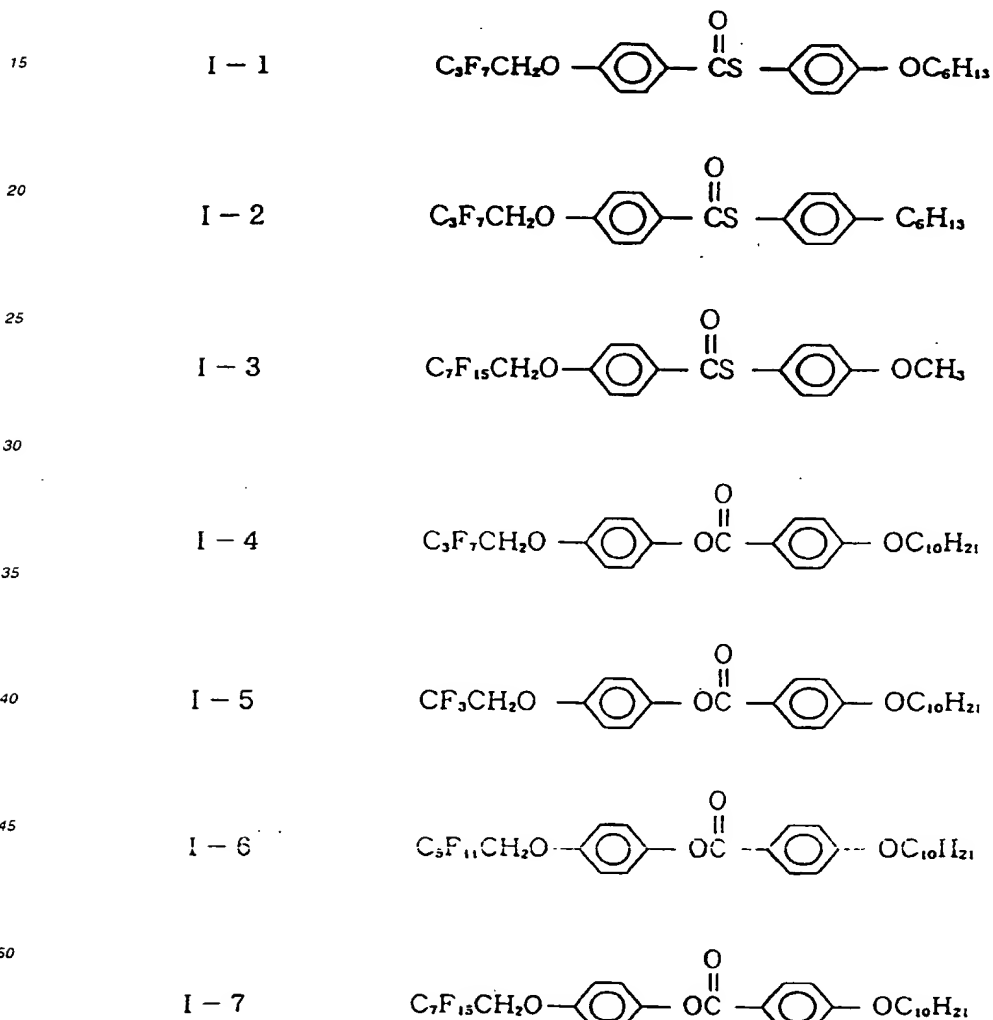 15 I – 1 C₃F₇CH₂O – CS – OC₆H₁₃
O
20 I – 2 C₃F₇CH₂O – CS – C₆H₁₃
O
25 I – 3 C₇F₁₅CH₂O – CS – OCH₃
O
30
I – 4 C₃F₇CH₂O – OC – OC₁₀H₂₁
O
35
40 I – 5 CF₃CH₂O – OC – OC₁₀H₂₁
O
45 I – 6 C₅F₁₁CH₂O – OC – OC₁₀H₂₁
O
50
I – 7 C₇F₁₅CH₂O – OC – OC₁₀H₂₁
O